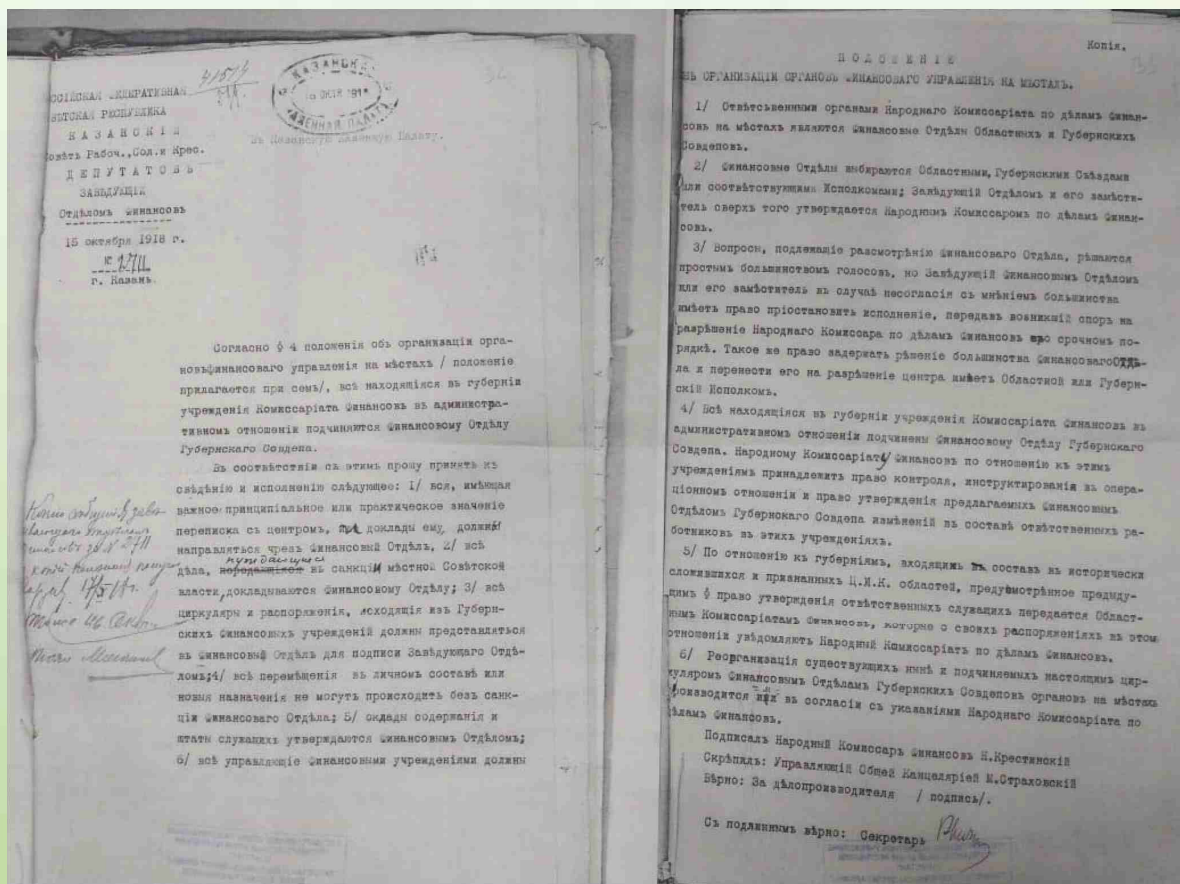 РОССІЙСКАЯ ФЕДЕРАТИВНАЯ
СОВѢТСКАЯ РЕСПУБЛИКА
КАЗАНСКІЙ
Совѣтъ Рабоч.,Сол.и Крес.
ДЕПУТАТОВЪ
ЗАВѢДУЮЩІЙ
Отдѣломъ Финансовъ
15 октября 1918 г.
№ 2711
г. Казань.
41514
КАЗАНСК
16 ОКТЯ 1918
КАЗЕННАЯ ПАЛАТА
Въ Казанскую Казенную Палату.
Согласно § 4 положенія объ организаціи орга-
новъфинансоваго управленія на мѣстахъ / положеніе
прилагается при семъ/, всѣ находящіяся въ губерніи
учрежденія Комиссаріата Финансовъ въ администра-
тивномъ отношеніи подчиняются Финансовому Отдѣлу
Губернскаго Совдепа.
Въ соотвѣтствіи съ этимъ прошу принять къ
свѣдѣнію и исполненію слѣдующее: 1/ вся, имѣющая
важное принципіальное или практическое значеніе
переписка съ центромъ, доклады ему, должны
направляться чрезъ Финансовый Отдѣлъ, 2/ всѣ
нуждающіяся
дѣла, въ санкціи мѣстной Совѣтской
власти, докладываются Финансовому Отдѣлу; 3/ всѣ
циркуляры и распоряженія, исходящія изъ Губерн-
скихъ Финансовыхъ учрежденій должны представляться
въ Финансовый Отдѣлъ для подписи Завѣдующаго Отдѣ-
ломъ;4/ всѣ перемѣщенія въ личномъ составѣ или
новыя назначенія не могутъ происходить безъ санк-
ціи Финансоваго Отдѣла; 5/ оклады содержанія и
штаты служащихъ утверждаются Финансовымъ Отдѣломъ;
6/ всѣ управляющіе Финансовыми учрежденіями должны
Копія.
ПОЛОЖЕНІЕ
ОБЪ ОРГАНИЗАЦІИ ОРГАНОВЪ ФИНАНСОВАГО УПРАВЛЕНІЯ НА МѢСТАХЪ.
1/ Отвѣтсьвенными органами Народнаго Комиссаріата по дѣламъ Финан-
совъ на мѣстахъ являются Финансовые Отдѣлы Областныхъ и Губернскихъ
Совдеповъ.
2/ Финансовые Отдѣлы выбираются Областными, Губернскими Съѣздами
или соотвѣтствующими Исполкомами; Завѣдующій Отдѣломъ и его замѣсти-
тель сверхъ того утверждается Народнымъ Комиссаромъ по дѣламъ Финан-
совъ.
3/ Вопросы, подлежащіе разсмотрѣнію Финансоваго Отдѣла, рѣшаются
простымъ большинствомъ голосовъ, но Завѣдующій Финансовымъ Отдѣломъ
или его замѣститель въ случаѣ несогласія съ мнѣніемъ большинства
имѣетъ право пріостановить исполненіе, передавъ возникшій споръ на
разрѣшеніе Народнаго Комиссара по дѣламъ Финансовъ въ срочномъ по-
рядкѣ. Такое же право задержать рѣшеніе большинства ФинансовагоОтдѣ-
ла и перенести его на разрѣшеніе центра имѣетъ Областной или Губерн-
скій Исполкомъ.
4/ Всѣ находящіяся въ губерніи учрежденія Комиссаріата Финансовъ въ
административномъ отношеніи подчинены Финансовому Отдѣлу Губернскаго
Совдепа. Народному Комиссаріату Финансовъ по отношенію къ этимъ
учрежденіямъ принадлежитъ право контроля, инструктированія въ опера-
ціонномъ отношеніи и право утвержденія предлагаемыхъ Финансовымъ
Отдѣломъ Губернскаго Совдепа измѣненій въ составѣ отвѣтственныхъ ра-
ботниковъ въ этихъ учрежденіяхъ.
5/ По отношенію къ губерніямъ, входящимъ въ составъ въ исторически
сложившихся и признанныхъ Ц.И.К. областей, предусмотрѣнное предыду-
щимъ § право утвержденія отвѣтственныхъ служащихъ передается Област-
нымъ Комиссаріатамъ Финансовъ, которые о своихъ распоряженіяхъ въ этомъ
отношеніи увѣдомляютъ Народный Комиссаріатъ по дѣламъ Финансовъ.
6/ Реорганизація существующихъ нынѣ и подчиняемыхъ настоящимъ цир-
куляромъ Финансовымъ Отдѣламъ Губернскихъ Совдеповъ органовъ на мѣстахъ
производится въ согласіи съ указаніями Народнаго Комиссаріата по
дѣламъ Финансовъ.
Подписалъ Народный Комиссаръ Финансовъ Н.Крестинскій
Скрѣпилъ: Управляющій Общей Канцеляріей М.Страховскій
Вѣрно: За дѣлопроизводителя / подпись/.
Съ подлиннымъ вѣрно: Секретарь